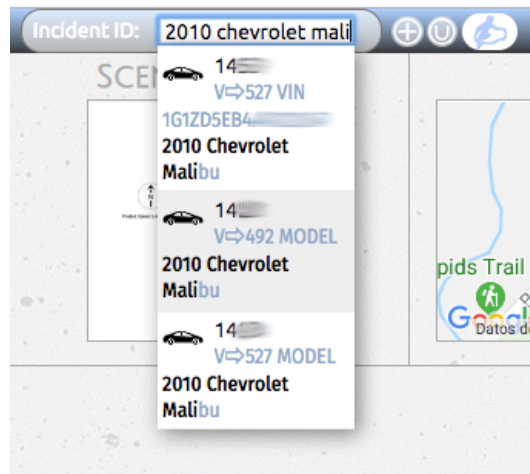 Incident ID: 2010 chevrolet mali
SCE
14
V⇨527 VIN
1G1ZD5EB4
2010 Chevrolet
Malibu
14
V⇨492 MODEL
2010 Chevrolet
Malibu
14
V⇨527 MODEL
2010 Chevrolet
Malibu
N
pids Trail
Google
Datos d